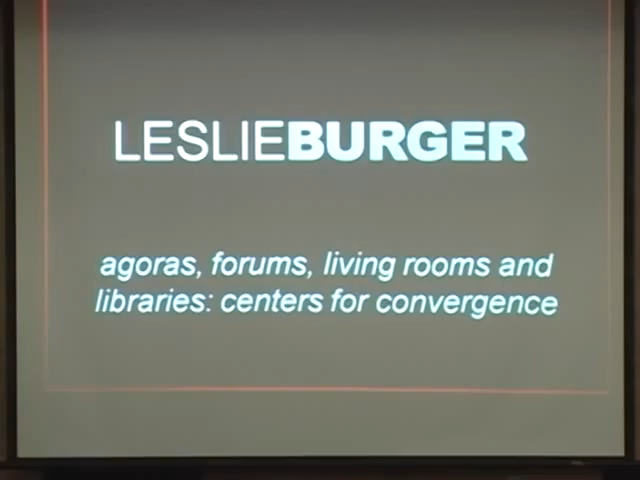 LESLIEBURGER
agoras, forums, living rooms and
libraries: centers for convergence